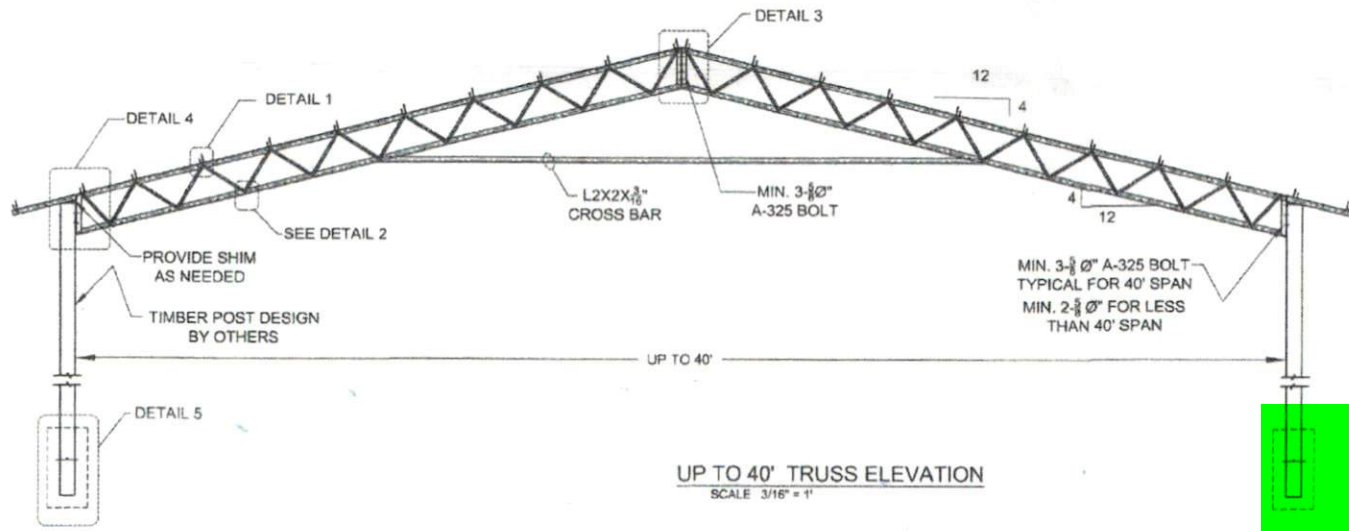 DETAIL 3
12
4
DETAIL 1
DETAIL 4
L2X2X3/16"
CROSS BAR
MIN. 3-5/8Ø"
A-325 BOLT
4
12
SEE DETAIL 2
PROVIDE SHIM
AS NEEDED
MIN. 3-5/8 Ø" A-325 BOLT
TYPICAL FOR 40' SPAN
MIN. 2-5/8 Ø" FOR LESS
THAN 40' SPAN
TIMBER POST DESIGN
BY OTHERS
UP TO 40'
DETAIL 5
UP TO 40' TRUSS ELEVATION
SCALE 3/16" = 1'